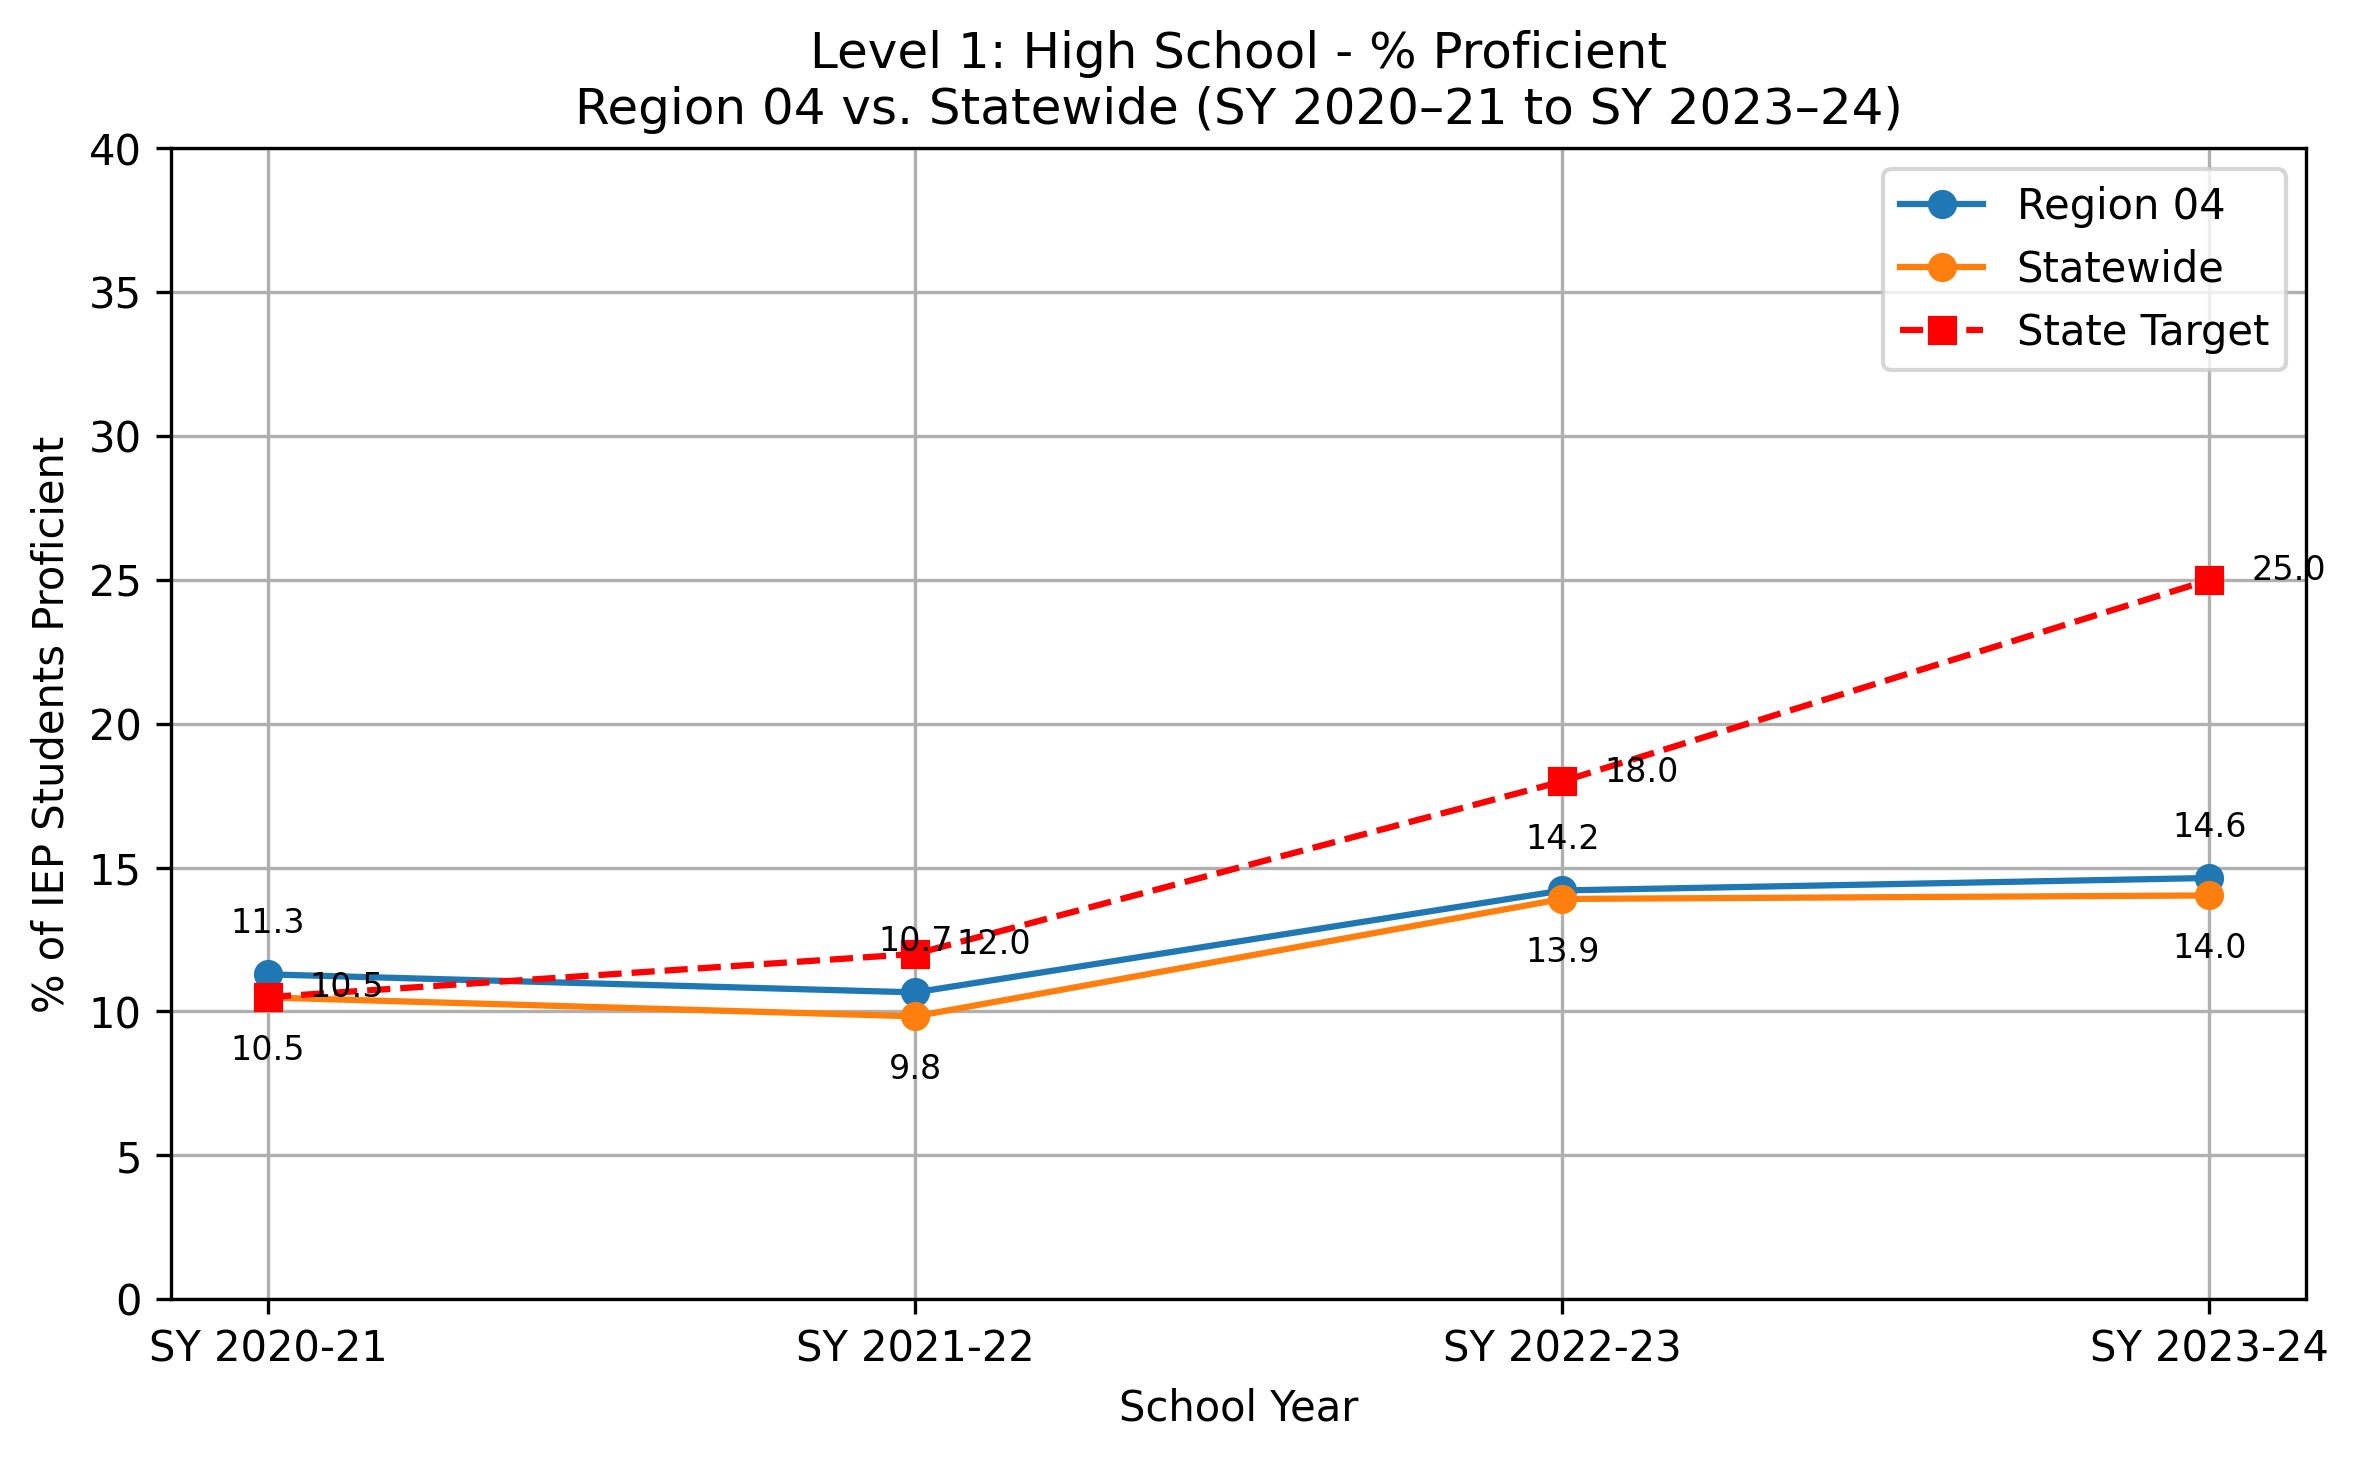 Level 1: High School - % Proficient
Region 04 vs. Statewide (SY 2020–21 to SY 2023–24)
% of IEP Students Proficient
40
35
30
25
20
15
10
5
0
Region 04
Statewide
State Target
11.3
10.5
10.5
10.7
12.0
9.8
18.0
14.2
13.9
25.0
14.6
14.0
SY 2020-21
SY 2021-22
SY 2022-23
SY 2023-24
School Year